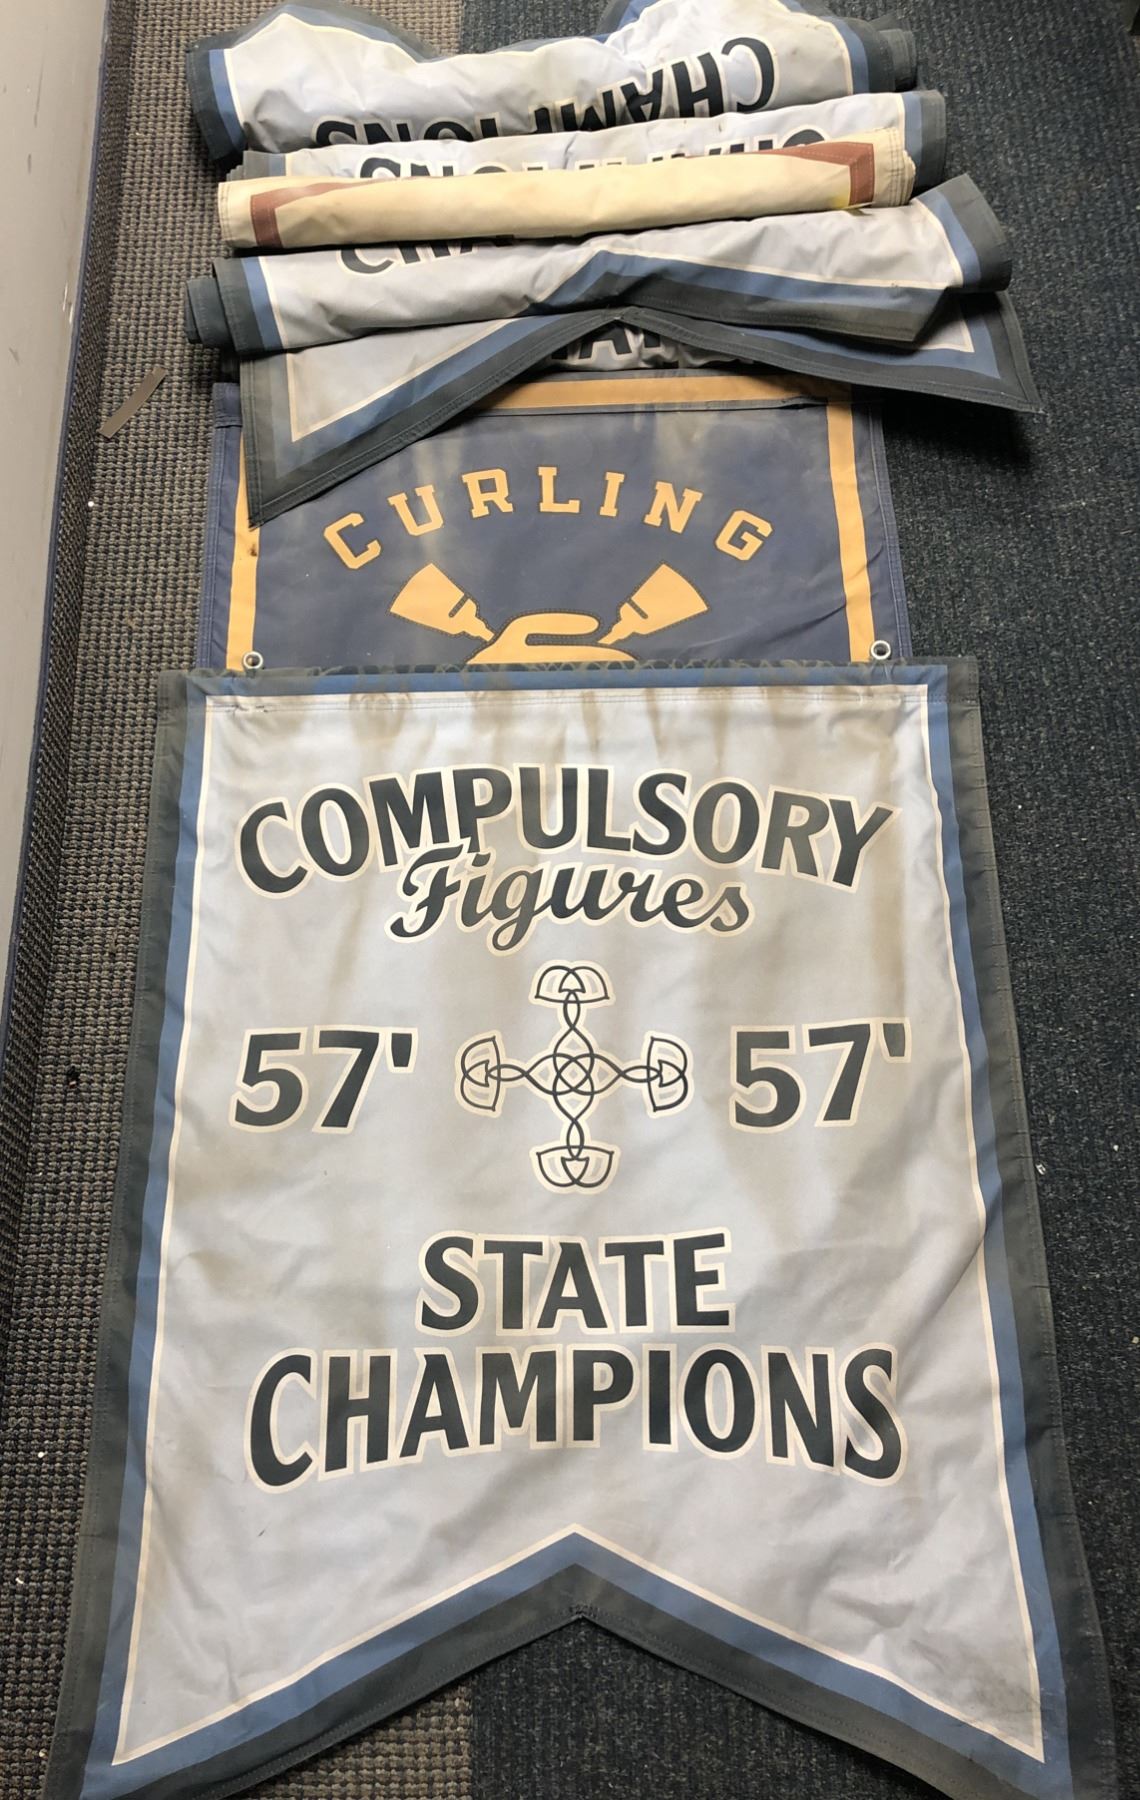 CHAMPIONS
CURLING
COMPULSORY
Figures
57' 57'
STATE
CHAMPIONS